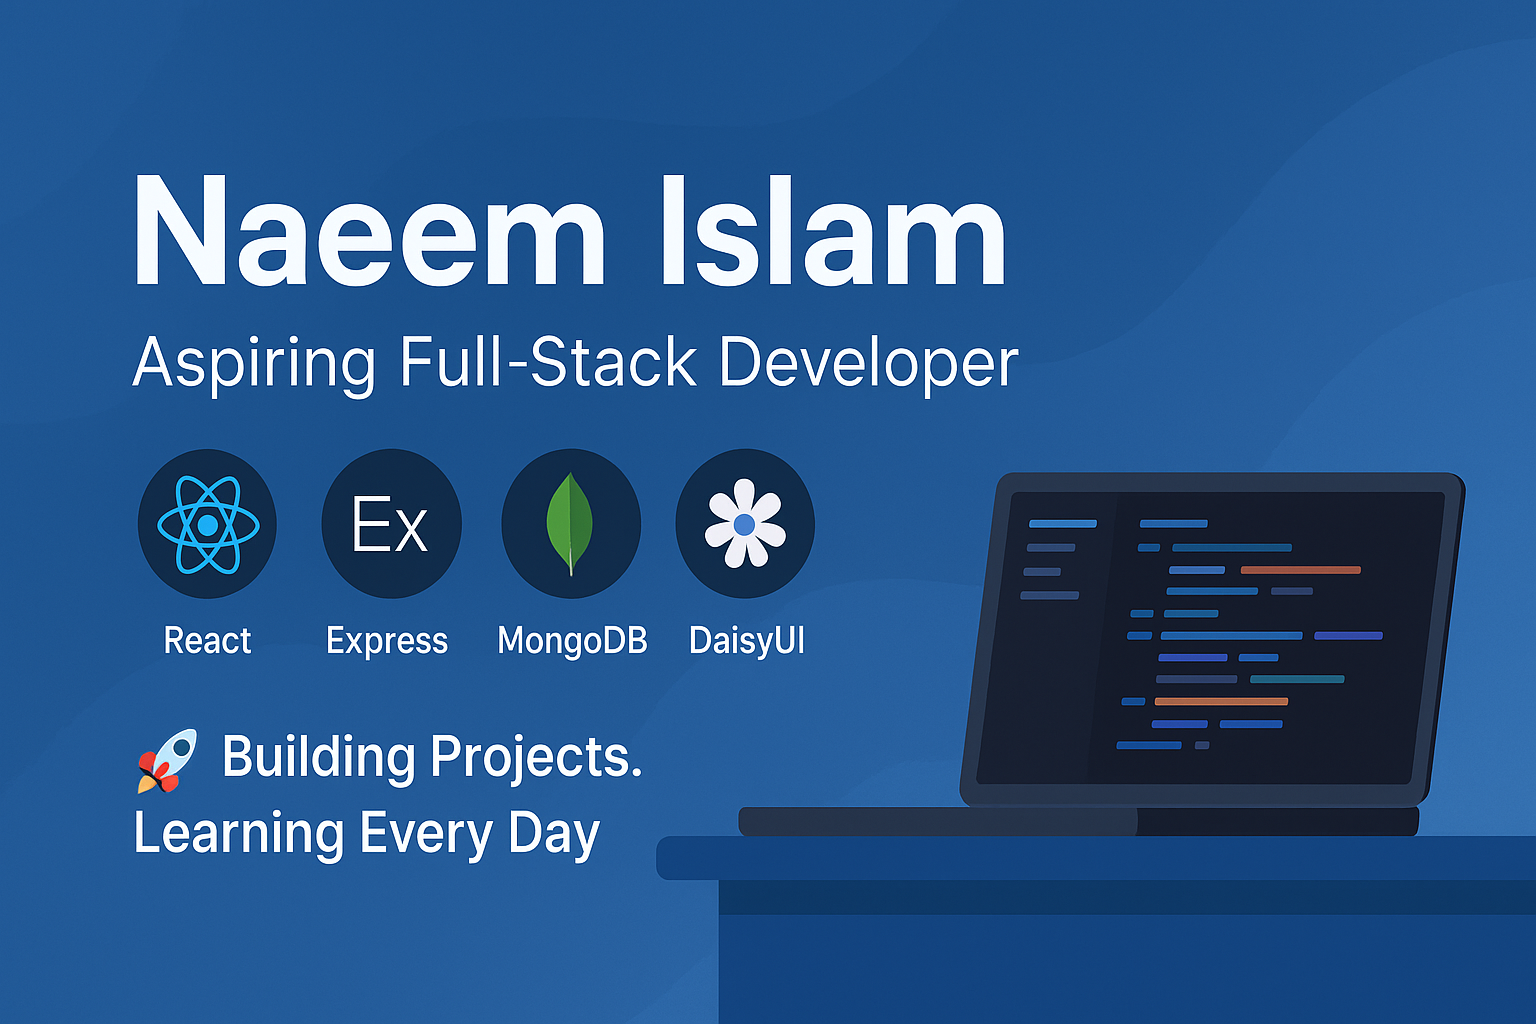 Naeem Islam
Aspiring Full-Stack Developer
Ex
React Express MongoDB DaisyUI
🚀 Building Projects.
Learning Every Day